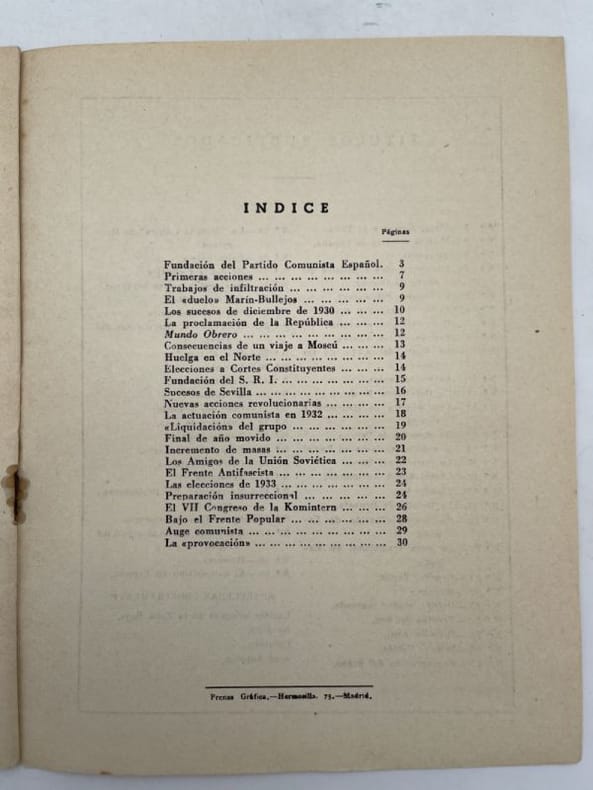 INDICE
Páginas
Fundación del Partido Comunista Español. 3
Primeras acciones ... ... ... ... ... ... ... ... ... 7
Trabajos de infiltración ... ... ... ... ... ... ... 9
El «duelo» Marín-Bullejos ... ... ... ... ... ... 9
Los sucesos de diciembre de 1930 ... ... ... 10
La proclamación de la República ... ... ... 12
Mundo Obrero ... ... ... ... ... ... ... ... ... ... 12
Consecuencias de un viaje a Moscú ... ... ... 13
Huelga en el Norte ... ... ... ... ... ... ... ... 14
Elecciones a Cortes Constituyentes ... ... ... 14
Fundación del S. R. I. ... ... ... ... ... ... ... 15
Sucesos de Sevilla ... ... ... ... ... ... ... ... 16
Nuevas acciones revolucionarias ... ... ... ... 17
La actuación comunista en 1932 ... ... ... ... 18
«Liquidación» del grupo ... ... ... ... ... ... 19
Final de año movido ... ... ... ... ... ... ... 20
Incremento de masas ... ... ... ... ... ... ... 21
Los Amigos de la Unión Soviética ... ... ... 22
El Frente Antifascista ... ... ... ... ... ... ... 23
Las elecciones de 1933 ... ... ... ... ... ... ... 24
Preparación insurreccional ... ... ... ... ... 24
El VII Congreso de la Komintern ... ... ... 26
Bajo el Frente Popular ... ... ... ... ... ... ... 28
Auge comunista ... ... ... ... ... ... ... ... ... 29
La «provocación» ... ... ... ... ... ... ... ... ... 30
Prensa Gráfica.—Hermosilla. 75.—Madrid.